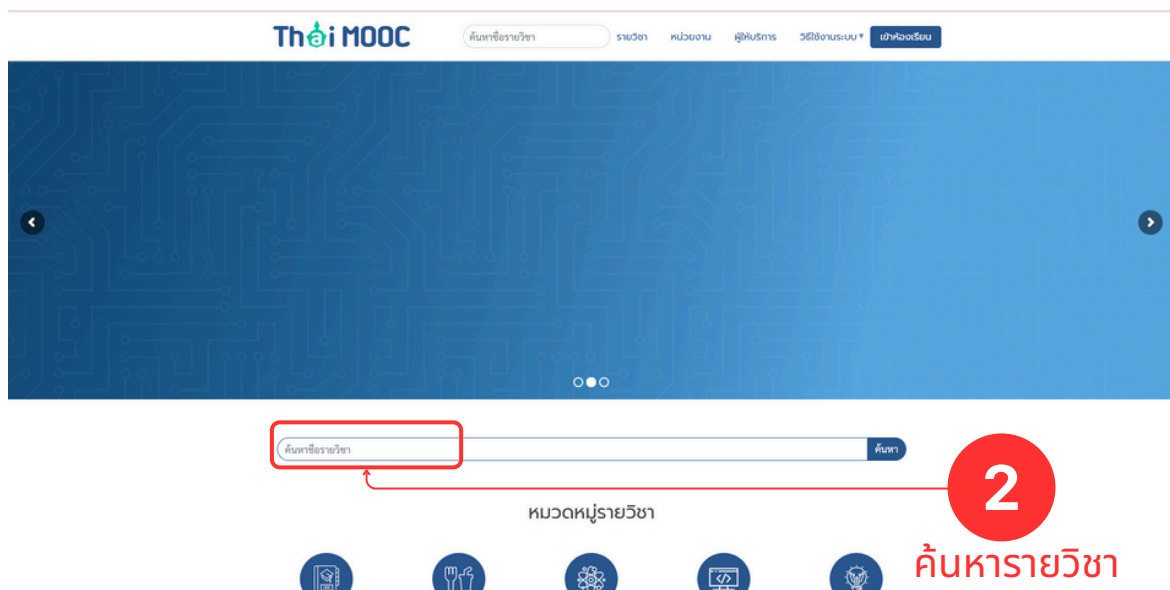 Thai MOOC
ค้นหาชื่อรายวิชา
รายวิชา
หน่วยงาน
ผู้ให้บริการ
วิธีใช้งานระบบ
เข้าห้องเรียน
ค้นหาชื่อรายวิชา
ค้นหา
2
หมวดหมู่รายวิชา
ค้นหารายวิชา